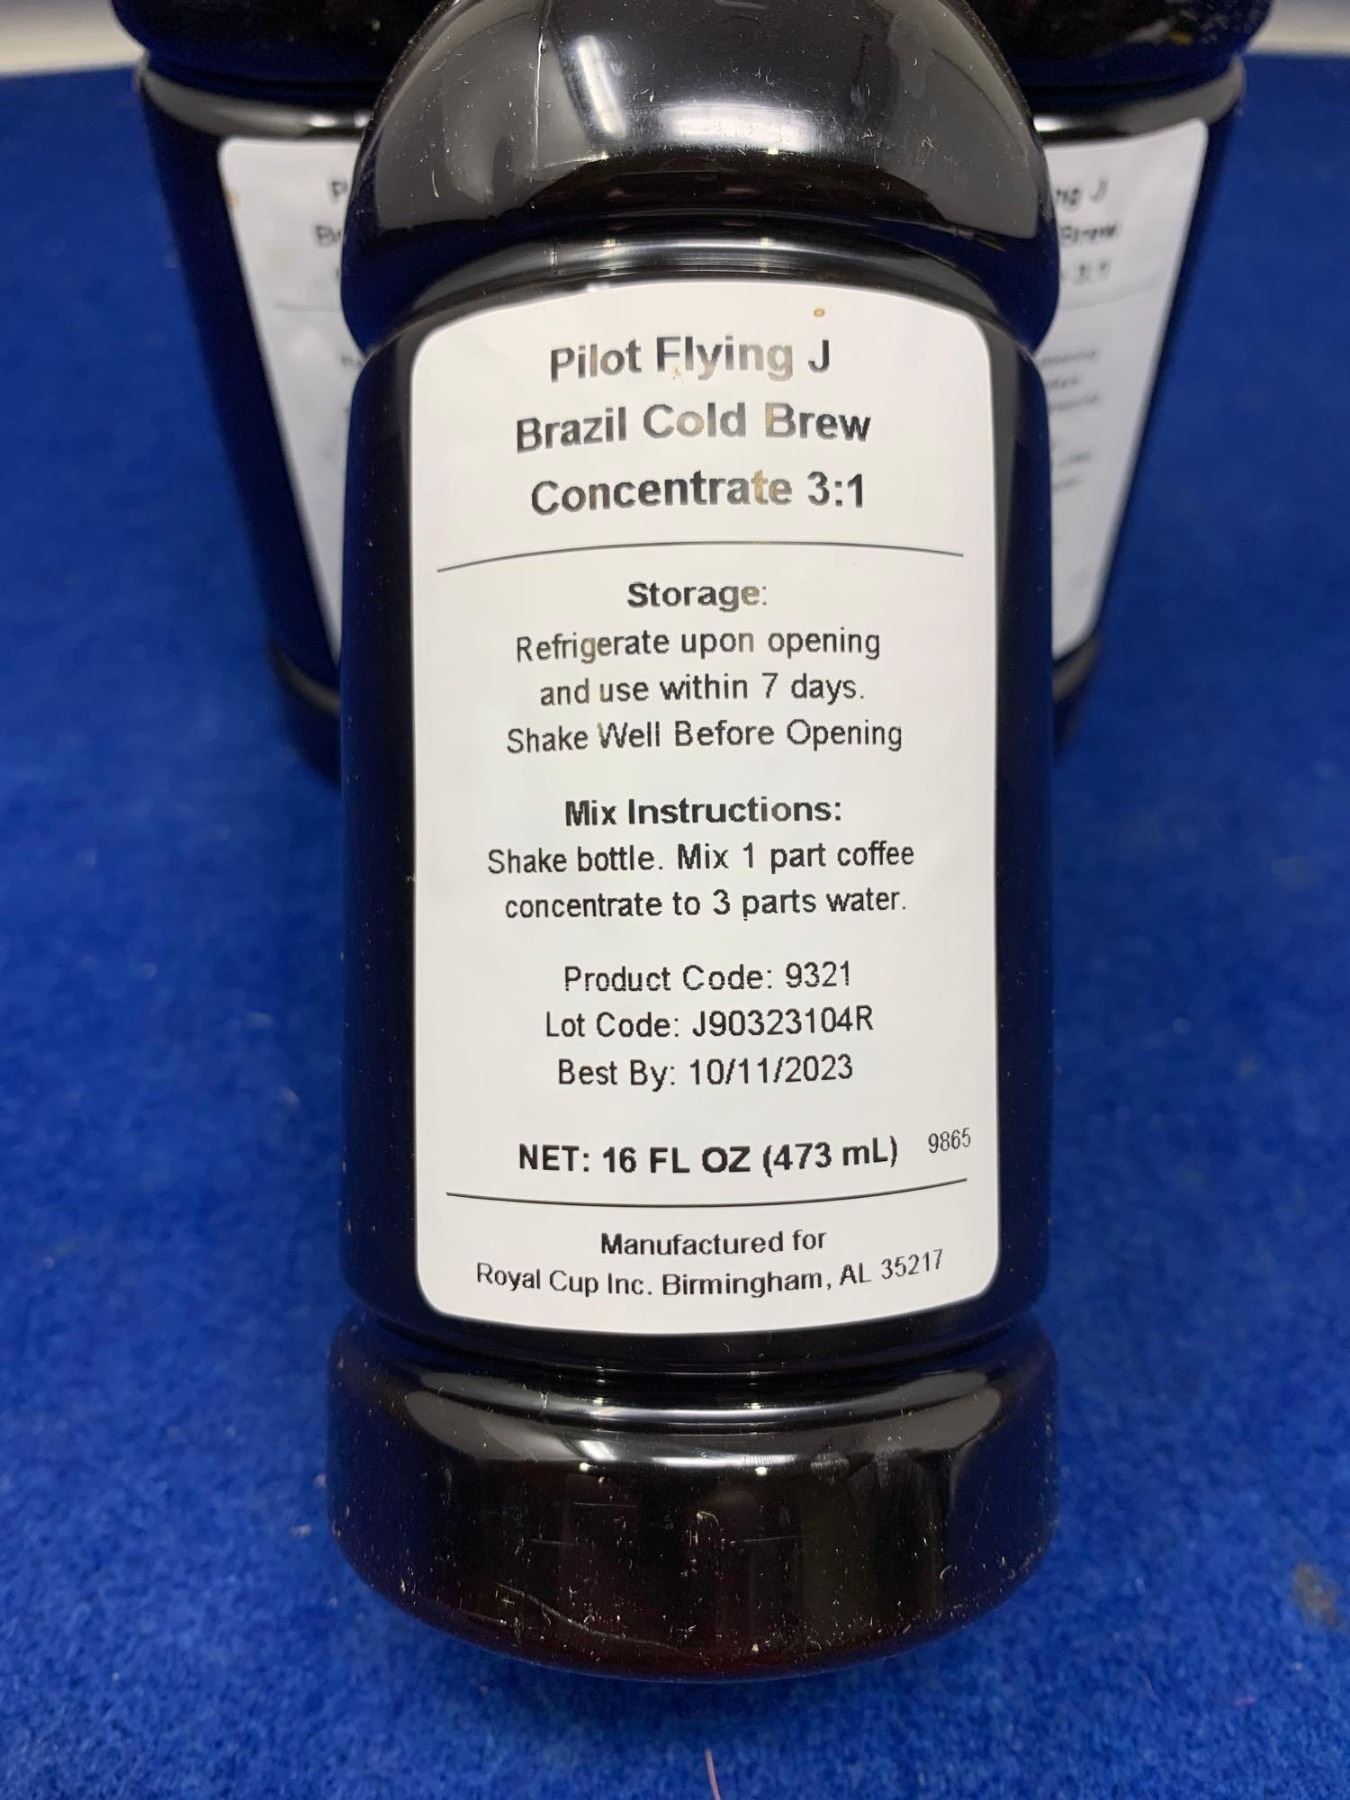 Pilot Flying J
Brazil Cold Brew
Concentrate 3:1
Storage:
Refrigerate upon opening
and use within 7 days.
Shake Well Before Opening
Mix Instructions:
Shake bottle. Mix 1 part coffee
concentrate to 3 parts water.
Product Code: 9321
Lot Code: J90323104R
Best By: 10/11/2023
NET: 16 FL OZ (473 mL) 9865
Manufactured for
Royal Cup Inc. Birmingham, AL 35217